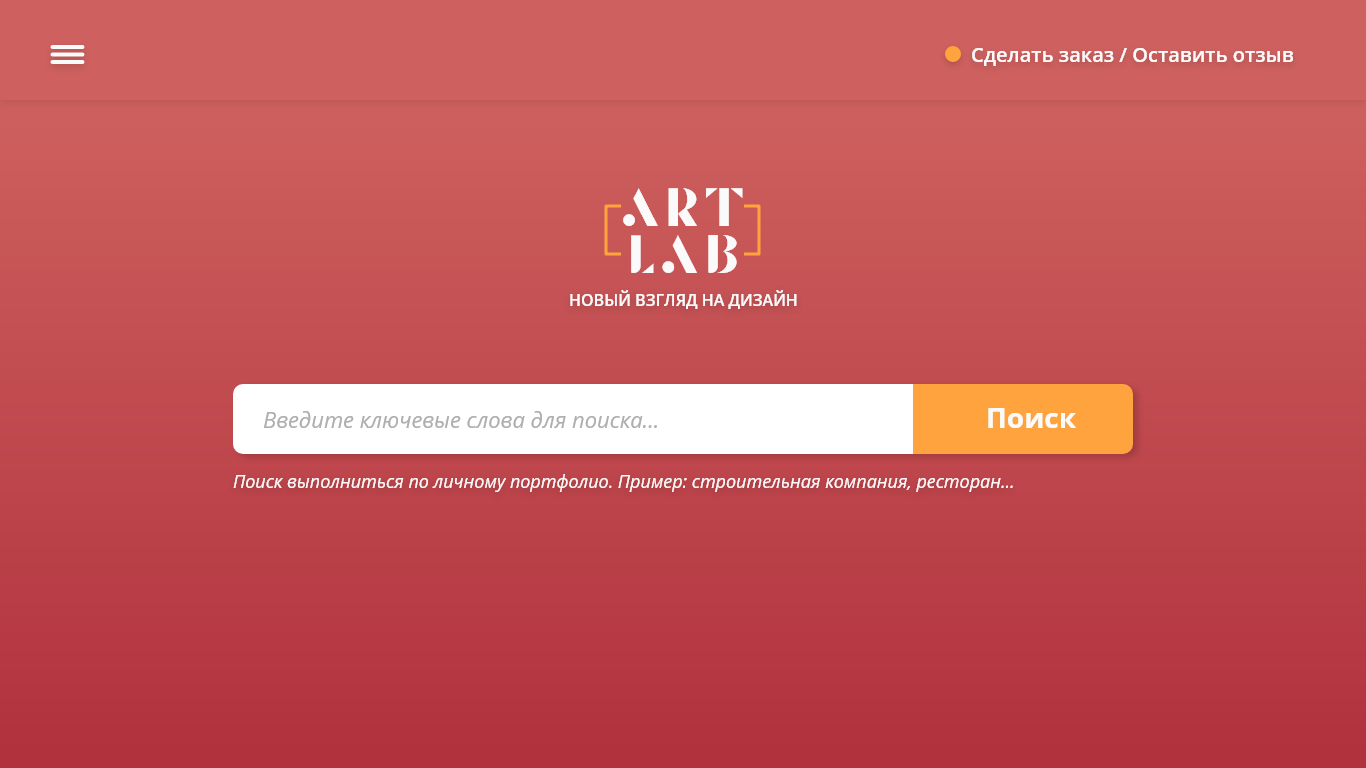 Сделать заказ / Оставить отзыв
ART
LAB
НОВЫЙ ВЗГЛЯД НА ДИЗАЙН
Введите ключевые слова для поиска...
Поиск
Поиск выполниться по личному портфолио. Пример: строительная компания, ресторан...